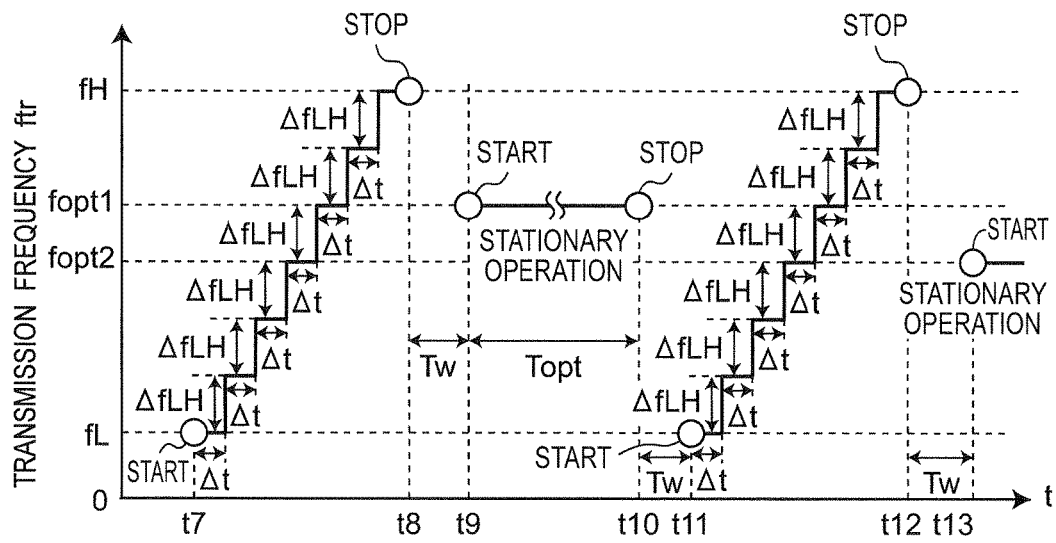 TRANSMISSION FREQUENCY ftr
STOP
STOP
fH
ΔfLH
ΔfLH
Δt
Δt
ΔfLH
ΔfLH
START
STOP
Δt
Δt
fopt1
ΔfLH
ΔfLH
START
Δt
Δt
STATIONARY
OPERATION
fopt2
ΔfLH
ΔfLH
Δt
Δt
STATIONARY
OPERATION
ΔfLH
ΔfLH
Tw
Topt
Δt
Δt
ΔfLH
ΔfLH
Δt
Δt
fL
START
START
Δt
Tw
Δt
Tw
0
t
t7
t8
t9
t10
t11
t12
t13